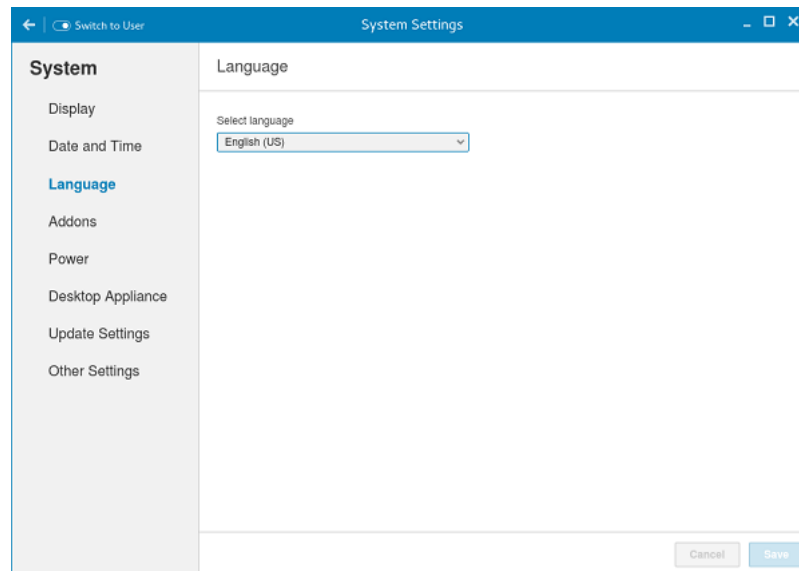 Switch to User
System Settings
System
Display
Date and Time
Language
Addons
Power
Desktop Appliance
Update Settings
Other Settings
Language
Select language
English (US)
Cancel
Save